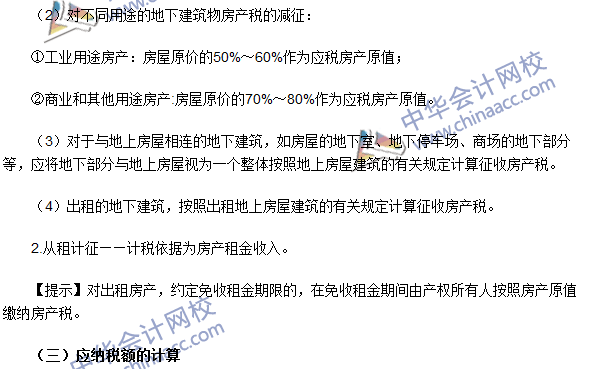 （2）对不同用途的地下建筑物房产税的减征：
①工业用途房产：房屋原价的50%～60%作为应税房产原值；
②商业和其他用途房产:房屋原价的70%～80%作为应税房产原值。
（3）对于与地上房屋相连的地下建筑，如房屋的地下室、地下停车场、商场的地下部分
等，应将地下部分与地上房屋视为一个整体按照地上房屋建筑的有关规定计算征收房产税。
（4）出租的地下建筑，按照出租地上房屋建筑的有关规定计算征收房产税。
2.从租计征——计税依据为房产租金收入。
【提示】对出租房产，约定免收租金期限的，在免收租金期间由产权所有人按照房产原值
缴纳房产税。
（三）应纳税额的计算
中华会计网校
www.chinaacc.com
中华会计网校
www.chinaacc.com
中华会计网校
www.chinaacc.com